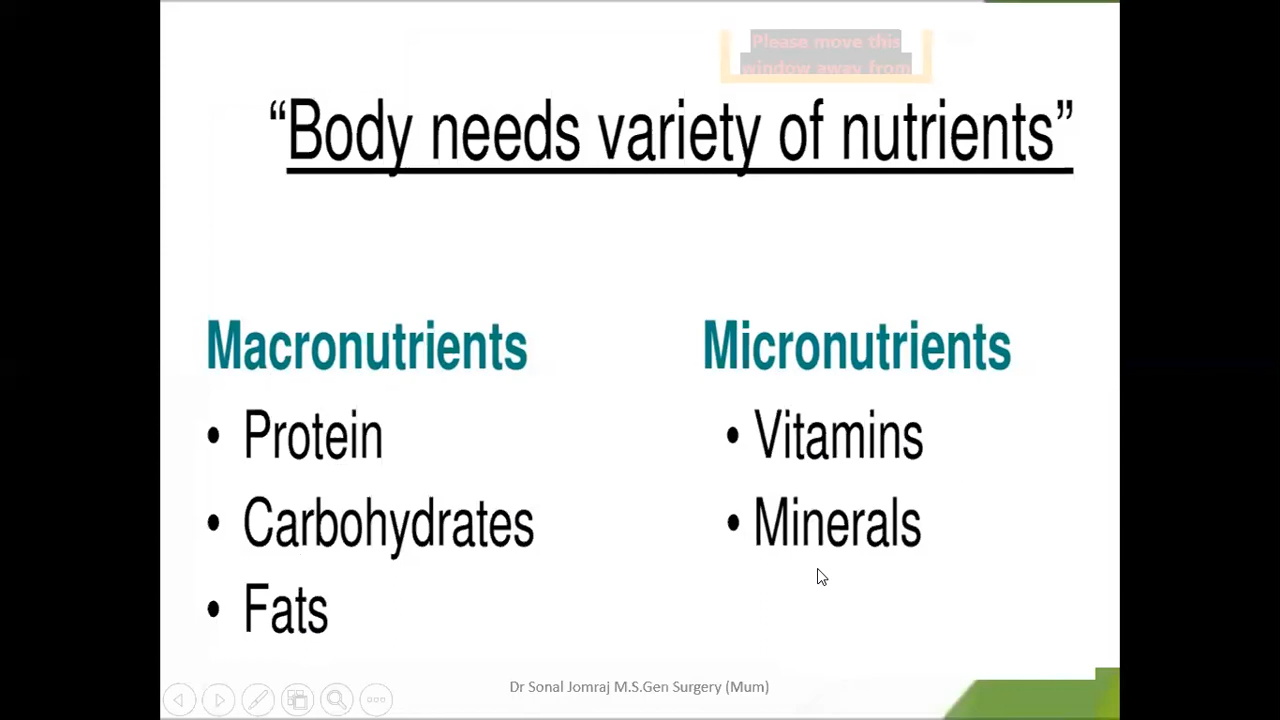 Please move this
window away from
“Body needs variety of nutrients”
Macronutrients
• Protein
• Carbohydrates
• Fats
Micronutrients
• Vitamins
• Minerals
Dr Sonal Jomraj M.S.Gen Surgery (Mum)